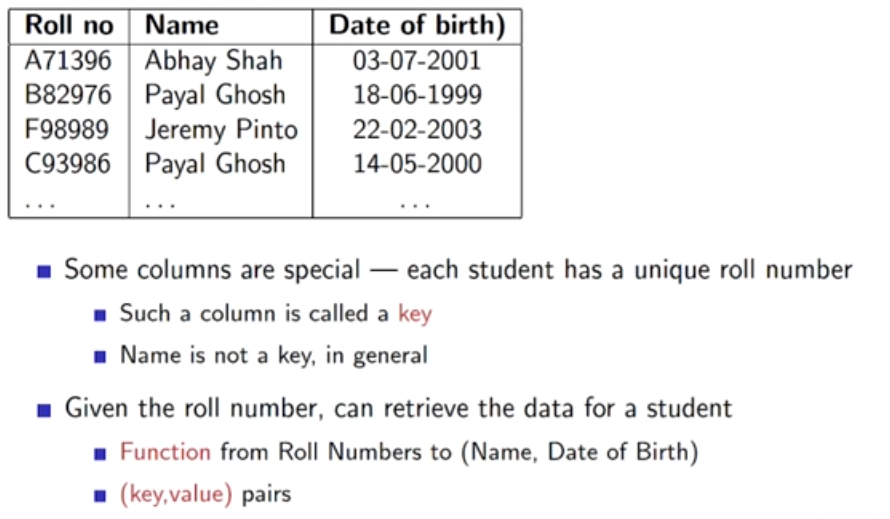 Roll no Name Date of birth)
A71396 Abhay Shah 03-07-2001
B82976 Payal Ghosh 18-06-1999
F98989 Jeremy Pinto 22-02-2003
C93986 Payal Ghosh 14-05-2000
... ... ...
Some columns are special — each student has a unique roll number
Such a column is called a key
Name is not a key, in general
Given the roll number, can retrieve the data for a student
Function from Roll Numbers to (Name, Date of Birth)
(key,value) pairs